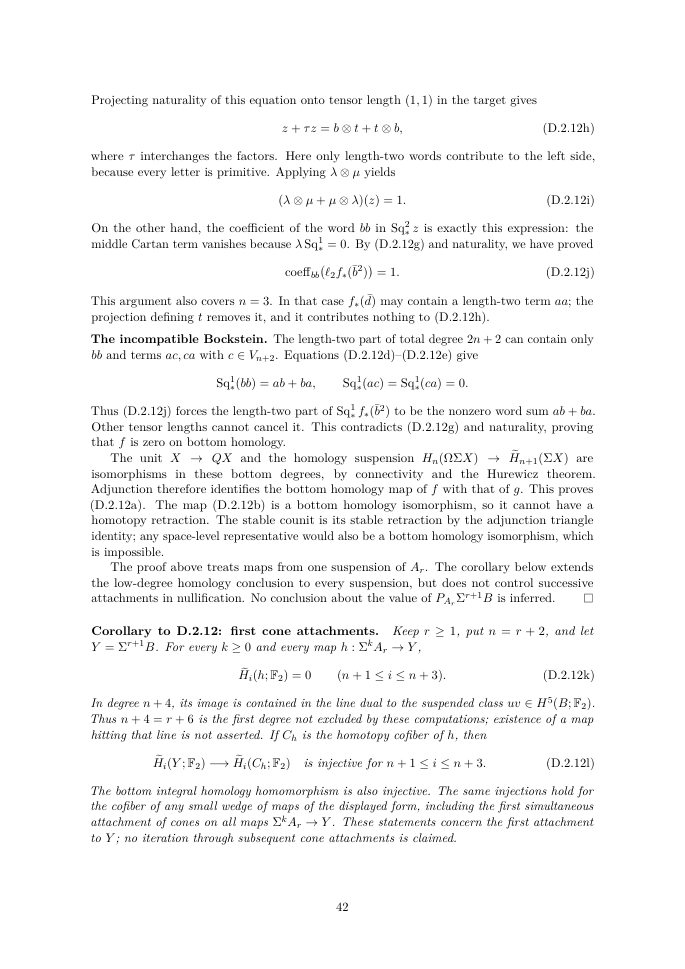 Projecting naturality of this equation onto tensor length (1, 1) in the target gives
z + τz = b ⊗ t + t ⊗ b, (D.2.12h)
where τ interchanges the factors. Here only length-two words contribute to the left side,
because every letter is primitive. Applying λ ⊗ μ yields
(λ ⊗ μ + μ ⊗ λ)(z) = 1. (D.2.12i)
On the other hand, the coefficient of the word bb in Sq²_* z is exactly this expression: the
middle Cartan term vanishes because λ Sq¹_* = 0. By (D.2.12g) and naturality, we have proved
coeff_{bb}(ℓ₂f_*(b̄²)) = 1. (D.2.12j)
This argument also covers n = 3. In that case f_*(d̄) may contain a length-two term aa; the
projection defining t removes it, and it contributes nothing to (D.2.12h).
The incompatible Bockstein. The length-two part of total degree 2n + 2 can contain only
bb and terms ac, ca with c ∈ V_{n+2}. Equations (D.2.12d)–(D.2.12e) give
Sq¹_*(bb) = ab + ba, Sq¹_*(ac) = Sq¹_*(ca) = 0.
Thus (D.2.12j) forces the length-two part of Sq¹_* f_*(b̄²) to be the nonzero word sum ab + ba.
Other tensor lengths cannot cancel it. This contradicts (D.2.12g) and naturality, proving
that f is zero on bottom homology.
The unit X → QX and the homology suspension H_n(ΩΣX) → H̃_{n+1}(ΣX) are
isomorphisms in these bottom degrees, by connectivity and the Hurewicz theorem.
Adjunction therefore identifies the bottom homology map of f with that of g. This proves
(D.2.12a). The map (D.2.12b) is a bottom homology isomorphism, so it cannot have a
homotopy retraction. The stable counit is its stable retraction by the adjunction triangle
identity; any space-level representative would also be a bottom homology isomorphism, which
is impossible.
The proof above treats maps from one suspension of A_r. The corollary below extends
the low-degree homology conclusion to every suspension, but does not control successive
attachments in nullification. No conclusion about the value of P_{A_r}Σ^{r+1}B is inferred. □
Corollary to D.2.12: first cone attachments. Keep r ≥ 1, put n = r + 2, and let
Y = Σ^{r+1}B. For every k ≥ 0 and every map h : Σ^kA_r → Y,
H̃_i(h; 𝔽₂) = 0 (n + 1 ≤ i ≤ n + 3). (D.2.12k)
In degree n + 4, its image is contained in the line dual to the suspended class uv ∈ H⁵(B; 𝔽₂).
Thus n + 4 = r + 6 is the first degree not excluded by these computations; existence of a map
hitting that line is not asserted. If C_h is the homotopy cofiber of h, then
H̃_i(Y; 𝔽₂) ⟶ H̃_i(C_h; 𝔽₂) is injective for n + 1 ≤ i ≤ n + 3. (D.2.12l)
The bottom integral homology homomorphism is also injective. The same injections hold for
the cofiber of any small wedge of maps of the displayed form, including the first simultaneous
attachment of cones on all maps Σ^kA_r → Y. These statements concern the first attachment
to Y; no iteration through subsequent cone attachments is claimed.
42